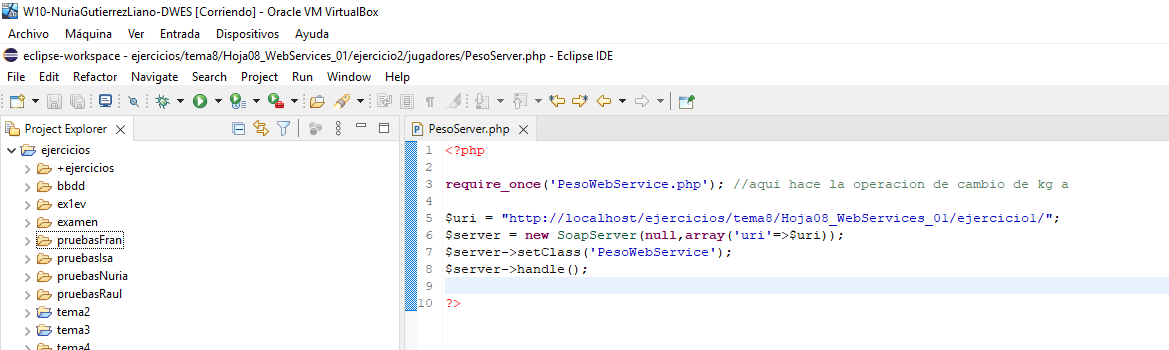 W10-NuriaGutierrezLiano-DWES [Corriendo] - Oracle VM VirtualBox
Archivo Máquina Ver Entrada Dispositivos Ayuda
eclipse-workspace - ejercicios/tema8/Hoja08_WebServices_01/ejercicio2/jugadores/PesoServer.php - Eclipse IDE
File Edit Refactor Navigate Search Project Run Window Help
Project Explorer
ejercicios
+ejercicios
bbdd
ex1ev
examen
pruebasFran
pruebasIsa
pruebasNuria
pruebasRaul
tema2
tema3
tema4
PesoServer.php
1 <?php
2
3 require_once('PesoWebService.php'); //aqui hace la operacion de cambio de kg a
4
5 $uri = "http://localhost/ejercicios/tema8/Hoja08_WebServices_01/ejercicio1/";
6 $server = new SoapServer(null,array('uri'=>$uri));
7 $server->setClass('PesoWebService');
8 $server->handle();
9
10 ?>